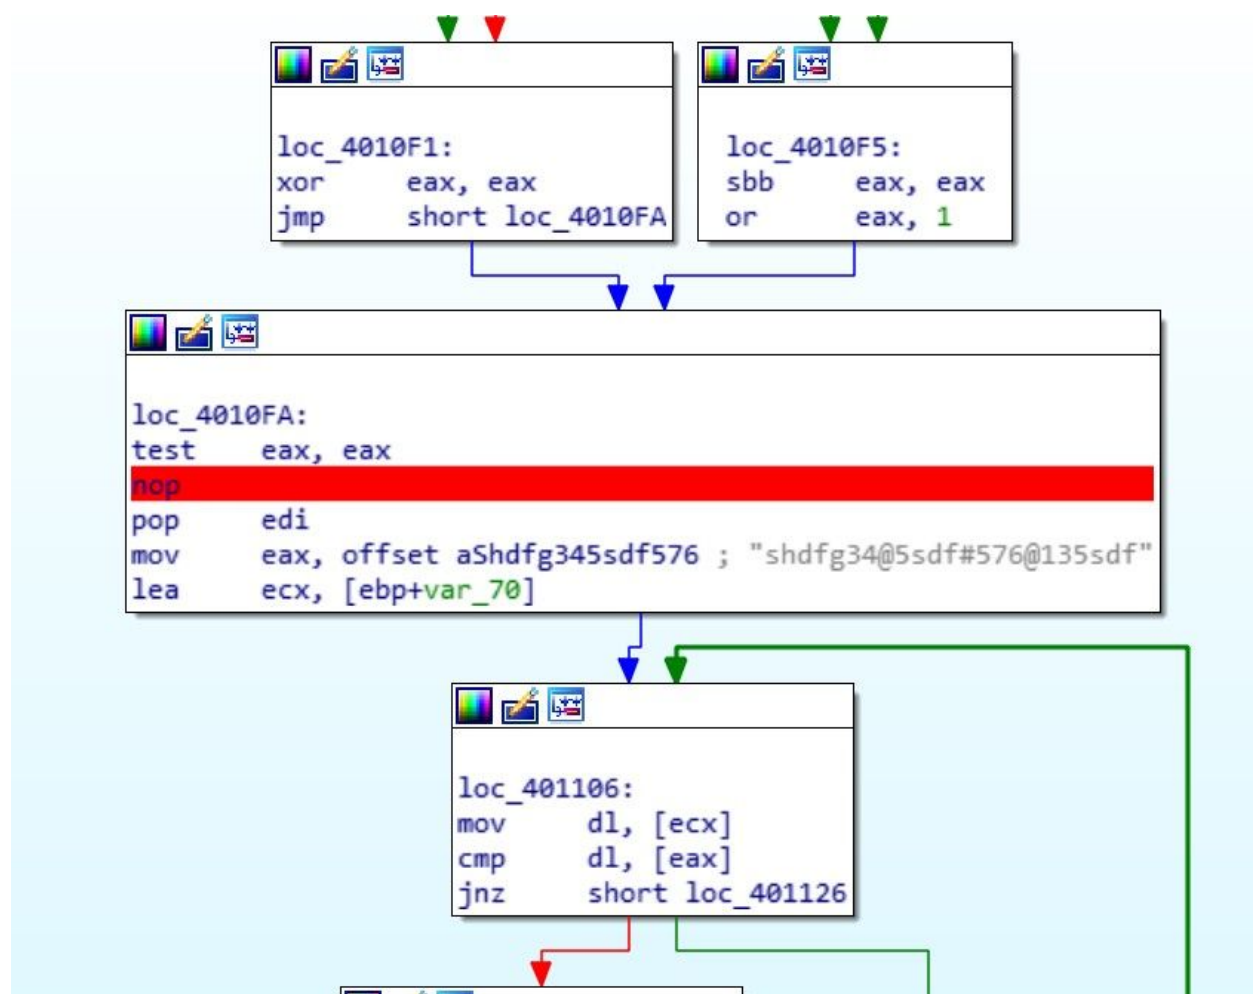 loc_4010F1:
xor eax, eax
jmp short loc_4010FA
loc_4010F5:
sbb eax, eax
or eax, 1
loc_4010FA:
test eax, eax
nop
pop edi
mov eax, offset aShdfg345sdf576 ; "shdfg34@5sdf#576@135sdf"
lea ecx, [ebp+var_70]
loc_401106:
mov dl, [ecx]
cmp dl, [eax]
jnz short loc_401126